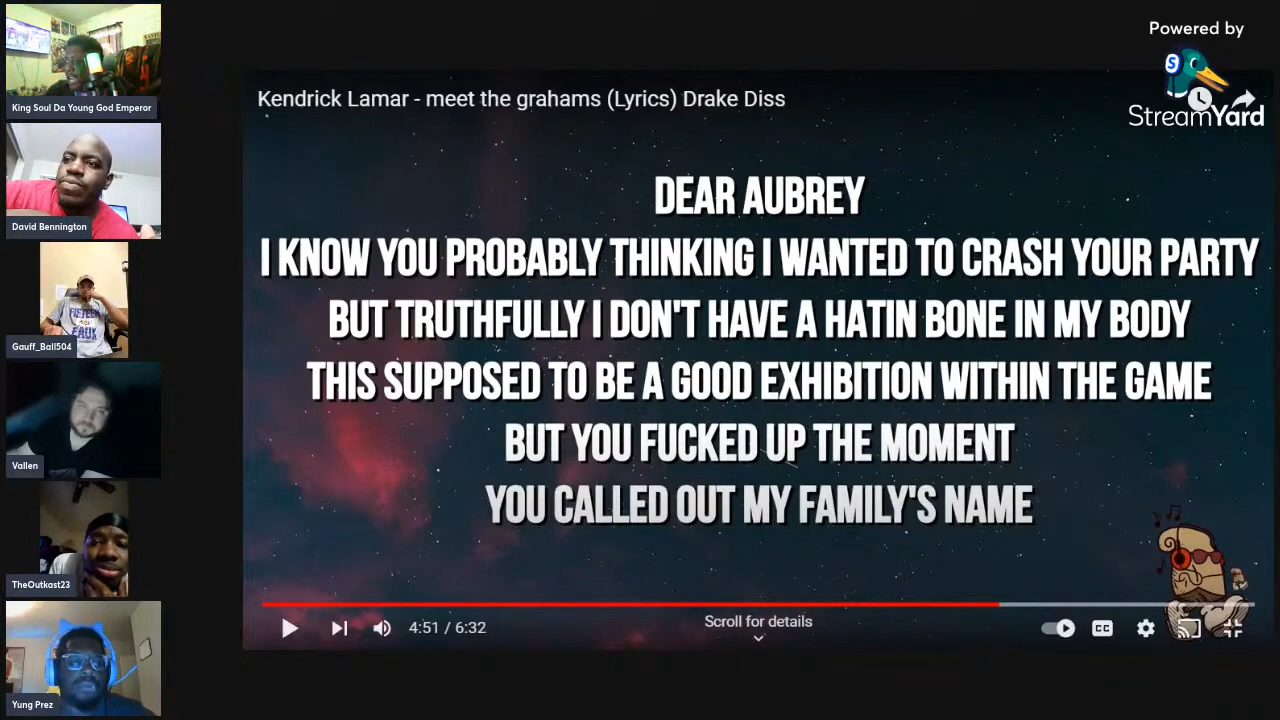 King Soul Da Young God Emperor
David Bennington
Gauff_Ball504
Vallen
TheOutkast23
Yung Prez
Powered by
StreamYard
Kendrick Lamar - meet the grahams (Lyrics) Drake Diss
DEAR AUBREY
I KNOW YOU PROBABLY THINKING I WANTED TO CRASH YOUR PARTY
BUT TRUTHFULLY I DON'T HAVE A HATIN BONE IN MY BODY
THIS SUPPOSED TO BE A GOOD EXHIBITION WITHIN THE GAME
BUT YOU FUCKED UP THE MOMENT
YOU CALLED OUT MY FAMILY'S NAME
4:51 / 6:32
Scroll for details
CC